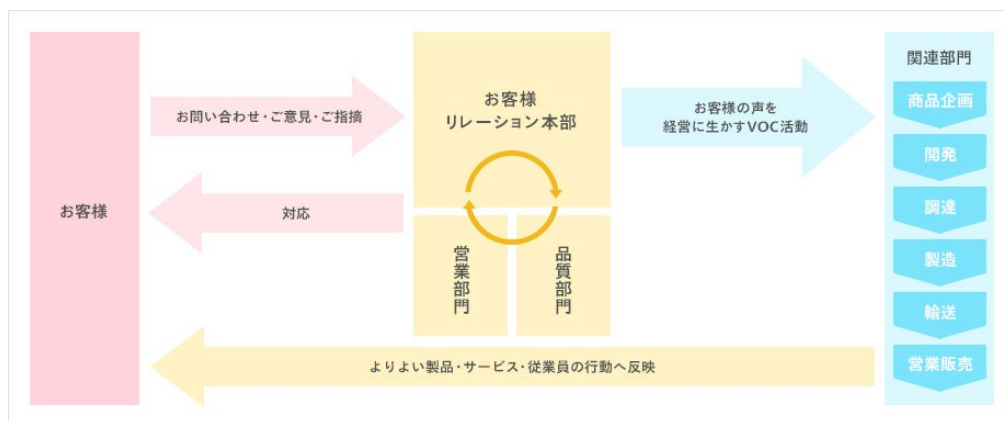 お客様
お問い合わせ・ご意見・ご指摘
対応
お客様
リレーション本部
営業部門
品質部門
お客様の声を
経営に生かすVOC活動
関連部門
商品企画
開発
調達
製造
輸送
営業販売
よりよい製品・サービス・従業員の行動へ反映